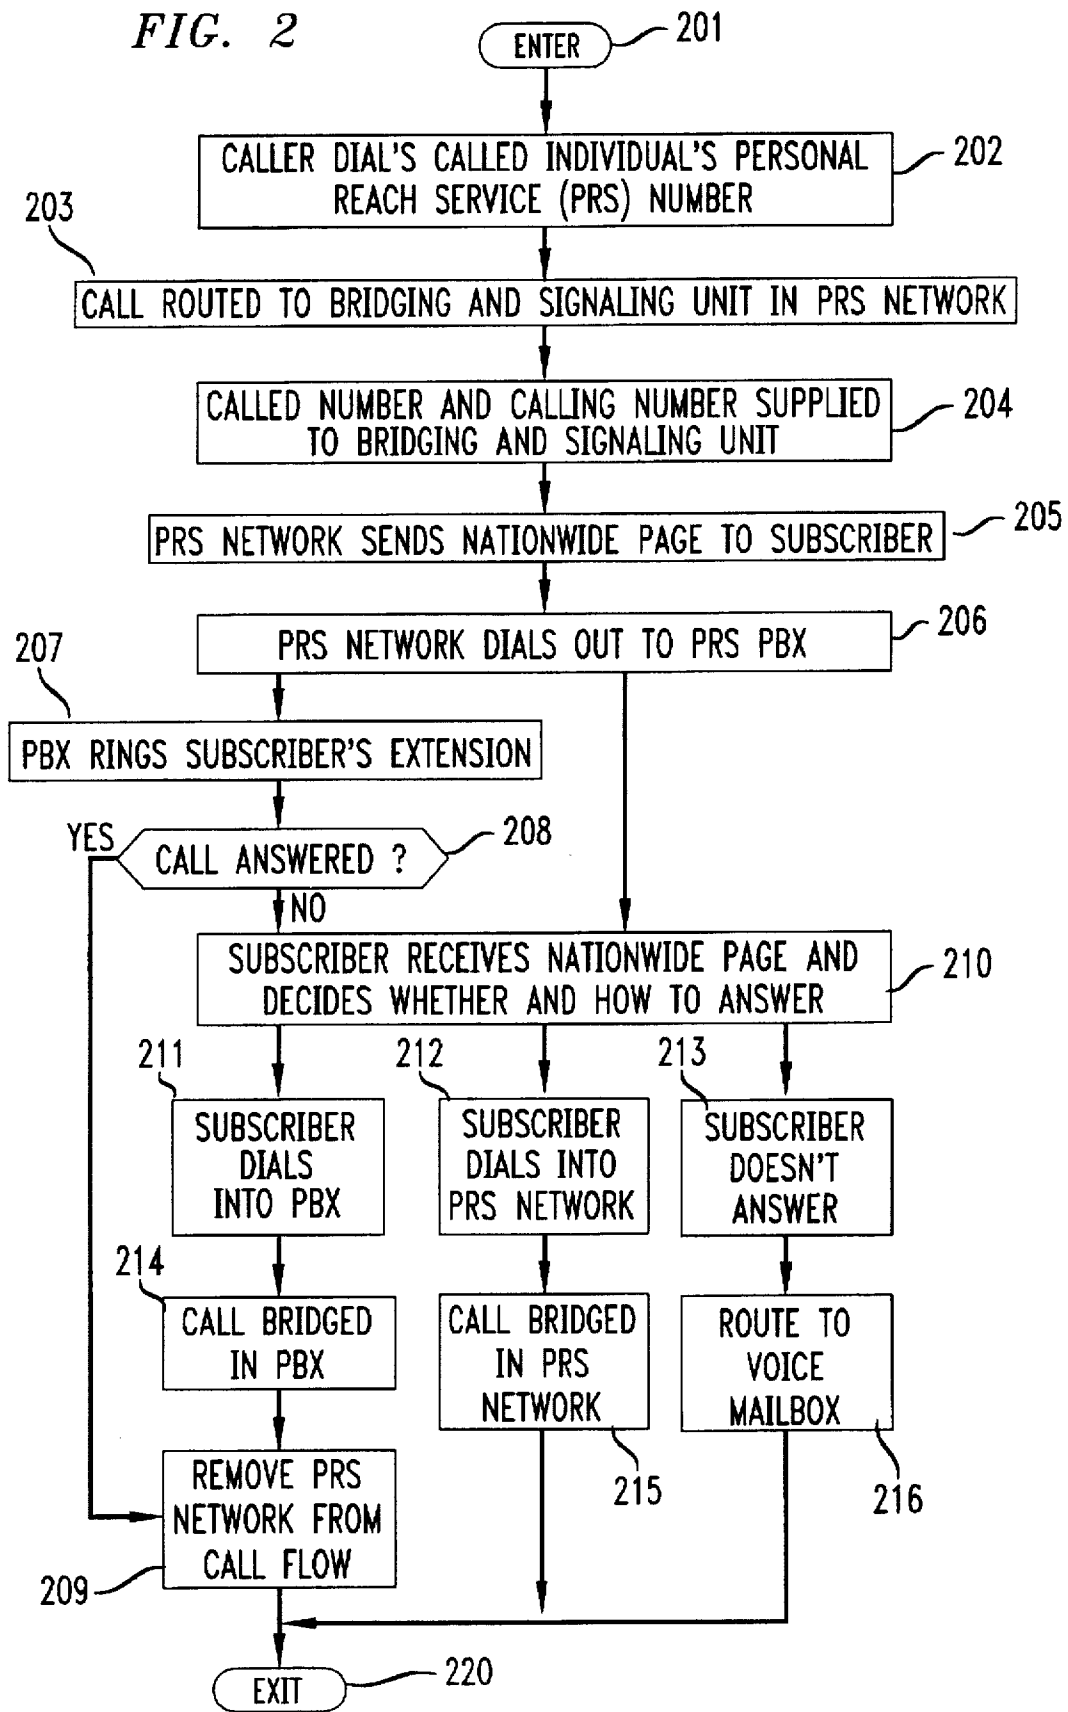 FIG. 2
ENTER
201
CALLER DIAL'S CALLED INDIVIDUAL'S PERSONAL
REACH SERVICE (PRS) NUMBER
202
203
CALL ROUTED TO BRIDGING AND SIGNALING UNIT IN PRS NETWORK
CALLED NUMBER AND CALLING NUMBER SUPPLIED
TO BRIDGING AND SIGNALING UNIT
204
PRS NETWORK SENDS NATIONWIDE PAGE TO SUBSCRIBER
205
PRS NETWORK DIALS OUT TO PRS PBX
206
207
PBX RINGS SUBSCRIBER'S EXTENSION
YES
CALL ANSWERED ?
208
NO
SUBSCRIBER RECEIVES NATIONWIDE PAGE AND
DECIDES WHETHER AND HOW TO ANSWER
210
211
SUBSCRIBER
DIALS
INTO PBX
212
SUBSCRIBER
DIALS INTO
PRS NETWORK
213
SUBSCRIBER
DOESN'T
ANSWER
214
CALL BRIDGED
IN PBX
CALL BRIDGED
IN PRS
NETWORK
215
ROUTE TO
VOICE
MAILBOX
216
REMOVE PRS
NETWORK FROM
CALL FLOW
209
EXIT
220